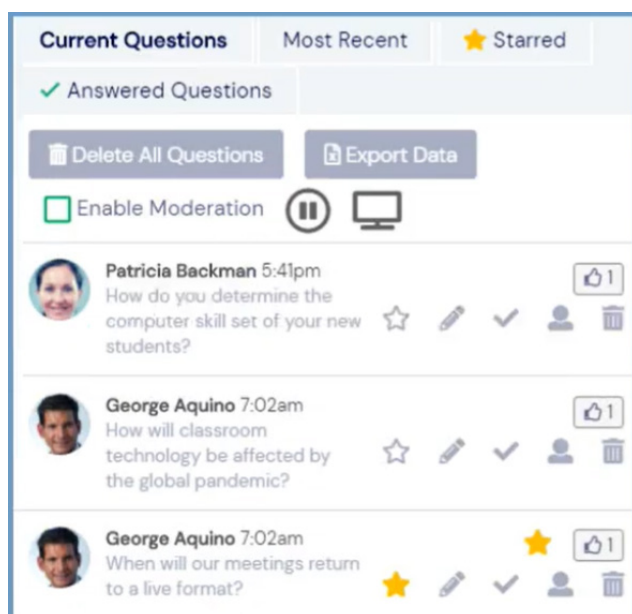 Current Questions Most Recent Starred
Answered Questions
Delete All Questions Export Data
Enable Moderation
Patricia Backman 5:41pm 1
How do you determine the
computer skill set of your new
students?
George Aquino 7:02am 1
How will classroom
technology be affected by
the global pandemic?
George Aquino 7:02am 1
When will our meetings return
to a live format?